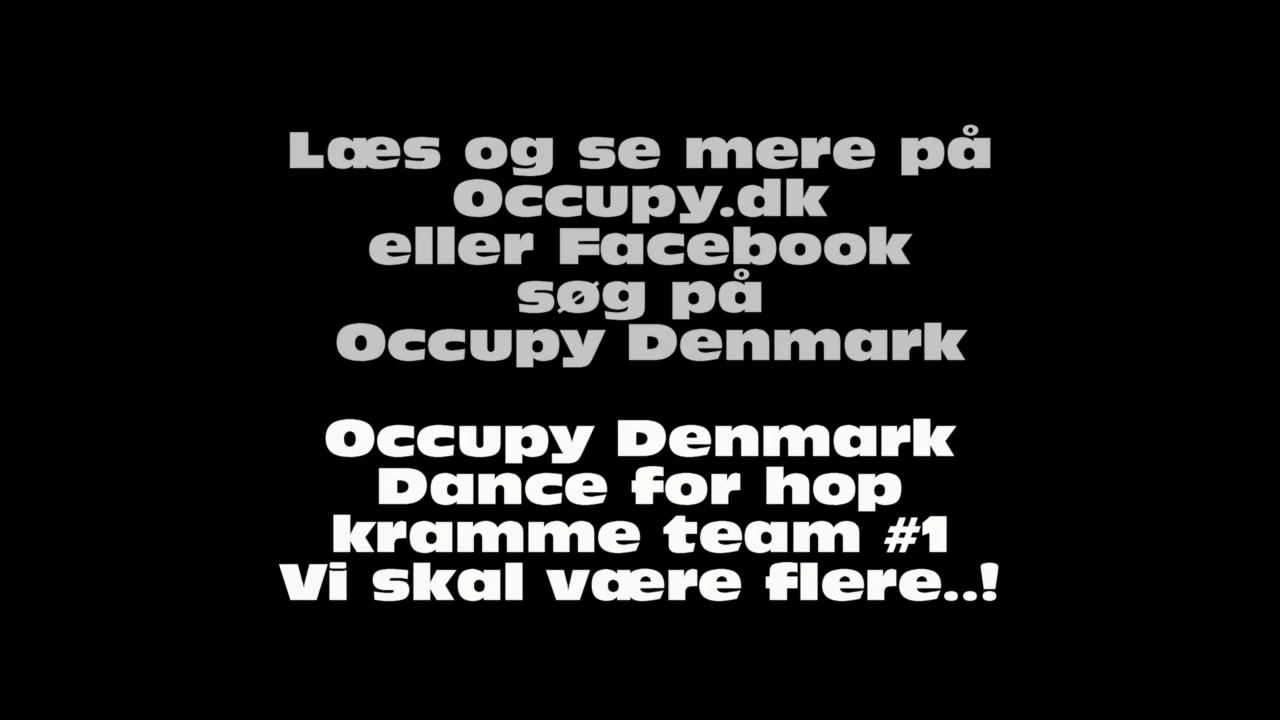 Læs og se mere på
Occupy.dk
eller Facebook
søg på
Occupy Denmark
Occupy Denmark
Dance for hop
kramme team #1
Vi skal være flere..!